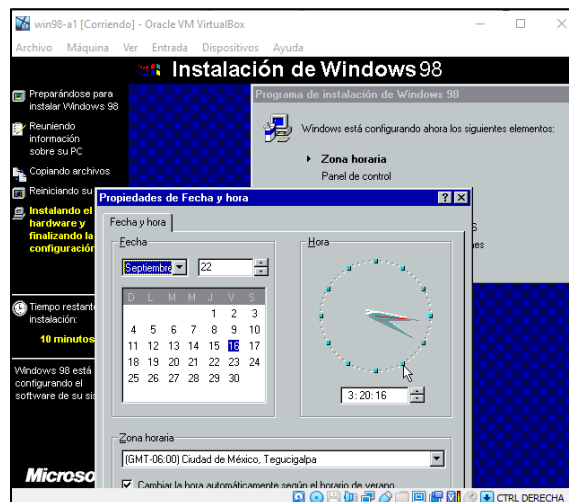 win98-a1 [Corriendo] - Oracle VM VirtualBox
Archivo Máquina Ver Entrada Dispositivos Ayuda
Instalación de Windows 98
Preparándose para
instalar Windows 98
Reuniendo
información
sobre su PC
Copiando archivos
Reiniciando su
Instalando el
hardware y
finalizando la
configuración
Tiempo restant
instalación:
10 minutos
Windows 98 está
configurando el
software de su si
Microso
Programa de instalación de Windows 98
Windows está configurando ahora los siguientes elementos:
Zona horaria
Panel de control
s
nes
Propiedades de Fecha y hora
Fecha y hora
Fecha
Septiembre 22
D L M M J V S
1 2 3
4 5 6 7 8 9 10
11 12 13 14 15 16 17
18 19 20 21 22 23 24
25 26 27 28 29 30
Hora
3:20:16
Zona horaria
(GMT-06:00) Ciudad de México, Tegucigalpa
Cambiar la hora automáticamente según el horario de verano
CTRL DERECHA